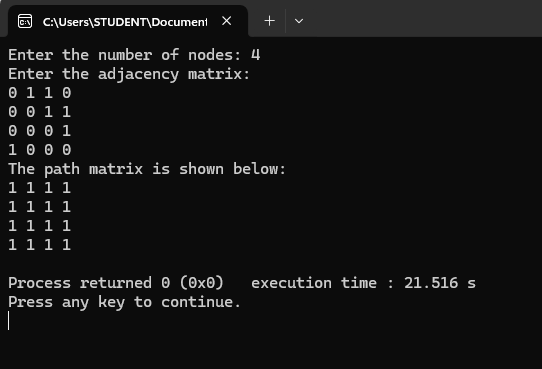 C:\Users\STUDENT\Document
Enter the number of nodes: 4
Enter the adjacency matrix:
0 1 1 0
0 0 1 1
0 0 0 1
1 0 0 0
The path matrix is shown below:
1 1 1 1
1 1 1 1
1 1 1 1
1 1 1 1
Process returned 0 (0x0)   execution time : 21.516 s
Press any key to continue.